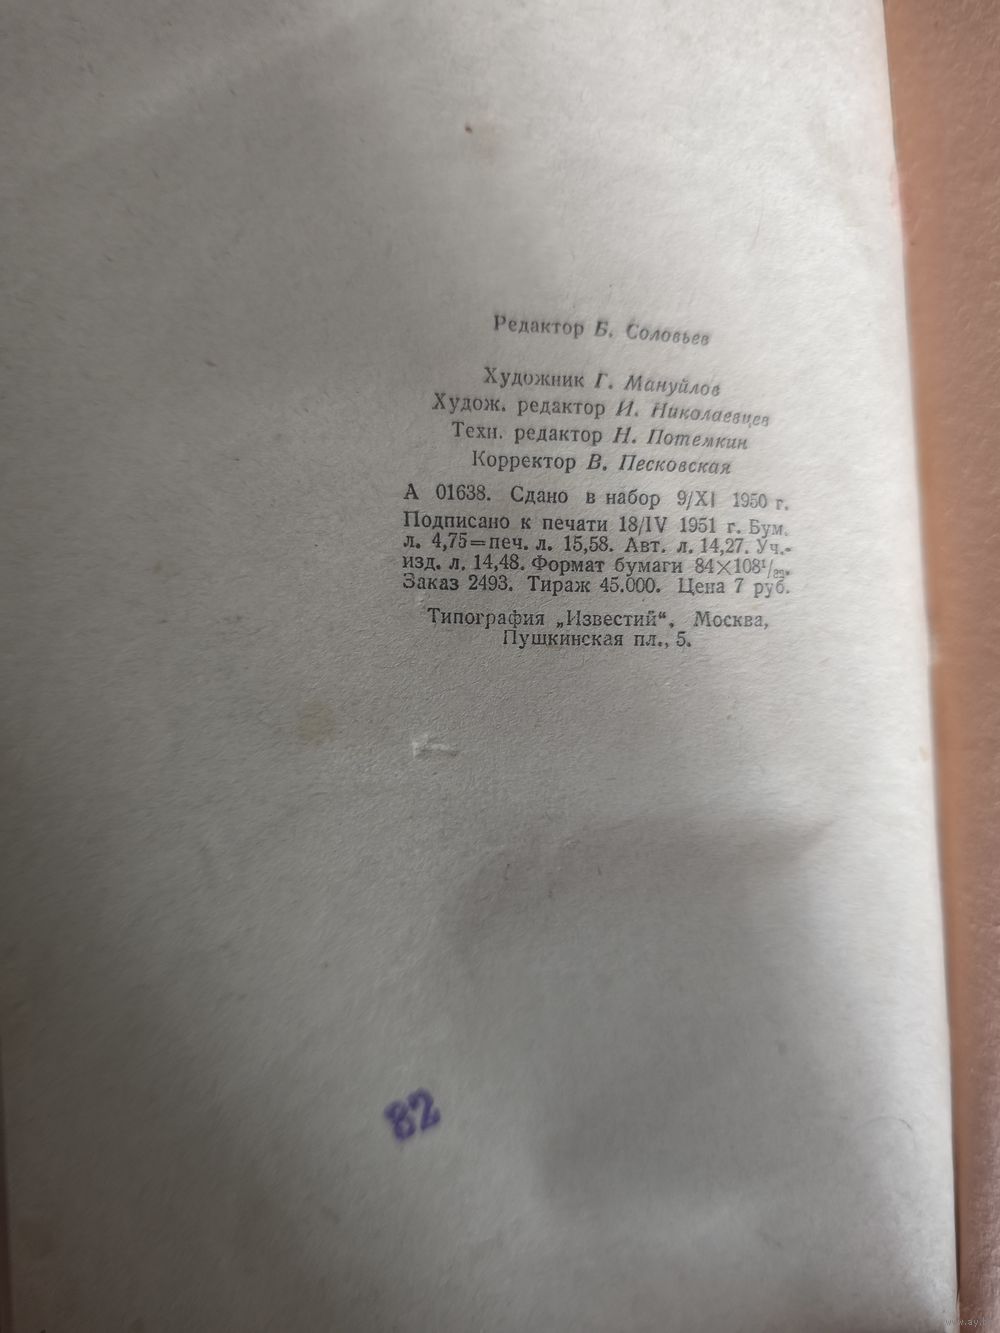 Редактор Б. Соловьев
Художник Г. Мануйлов
Худож. редактор И. Николаевцев
Техн. редактор Н. Потемкин
Корректор В. Песковская
А 01638. Сдано в набор 9/XI 1950 г.
Подписано к печати 18/IV 1951 г. Бум.
л. 4,75=печ. л. 15,58. Авт. л. 14,27. Уч.-
изд. л. 14,48. Формат бумаги 84×108¹/₃₂.
Заказ 2493. Тираж 45.000. Цена 7 руб.
Типография „Известий“, Москва,
Пушкинская пл., 5.
82